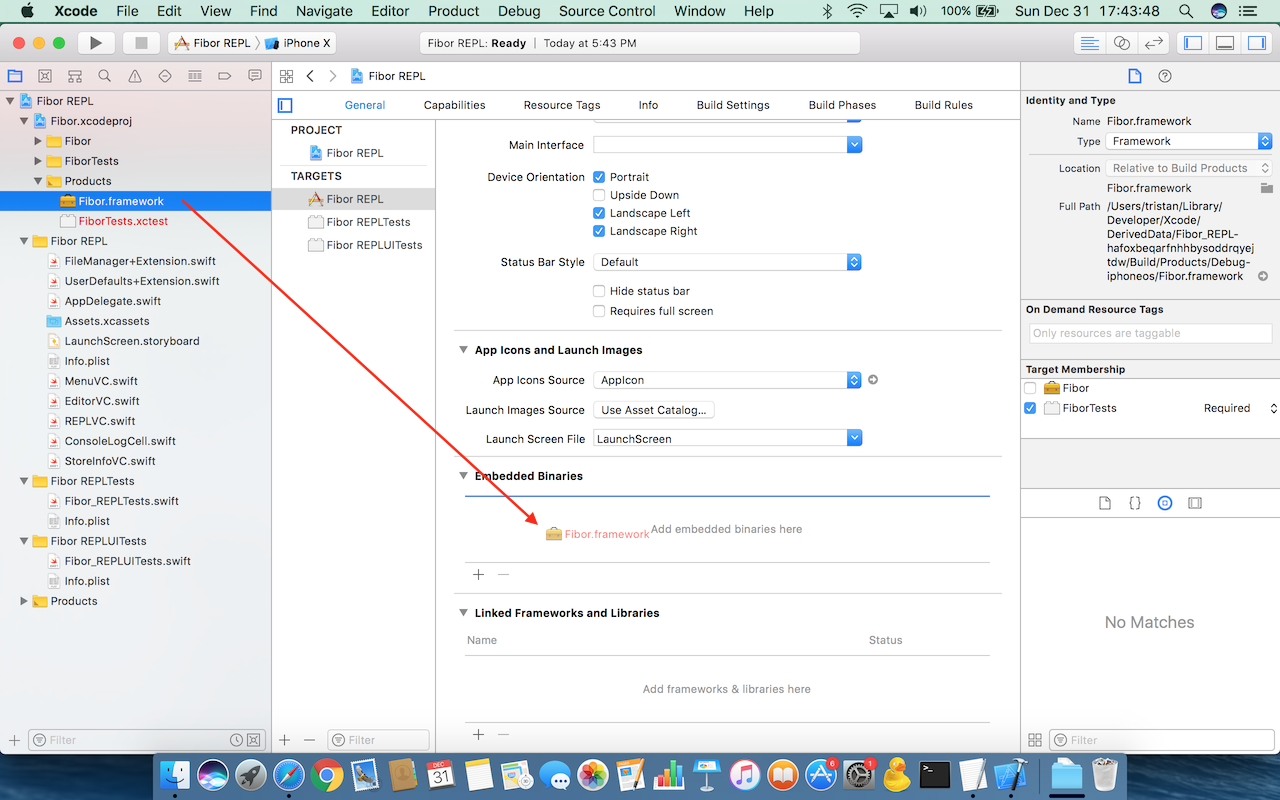 Xcode File Edit View Find Navigate Editor Product Debug Source Control Window Help 100% Sun Dec 31 17:43:48
Fibor REPL iPhone X
Fibor REPL: Ready | Today at 5:43 PM
Fibor REPL
Fibor.xcodeproj
Fibor
FiborTests
Products
Fibor.framework
FiborTests.xctest
Fibor REPL
FileManager+Extension.swift
UserDefaults+Extension.swift
AppDelegate.swift
Assets.xcassets
LaunchScreen.storyboard
Info.plist
MenuVC.swift
EditorVC.swift
REPLVC.swift
ConsoleLogCell.swift
StoreInfoVC.swift
Fibor REPLTests
Fibor_REPLTests.swift
Info.plist
Fibor REPLUITests
Fibor_REPLUITests.swift
Info.plist
Products
Filter
Fibor REPL
General Capabilities Resource Tags Info Build Settings Build Phases Build Rules
PROJECT
Fibor REPL
TARGETS
Fibor REPL
Fibor REPLTests
Fibor REPLUITests
Filter
Main Interface
Device Orientation Portrait
Upside Down
Landscape Left
Landscape Right
Status Bar Style Default
Hide status bar
Requires full screen
App Icons and Launch Images
App Icons Source AppIcon
Launch Images Source Use Asset Catalog...
Launch Screen File LaunchScreen
Embedded Binaries
Add embedded binaries here
Fibor.framework
Linked Frameworks and Libraries
Name Status
Add frameworks & libraries here
Identity and Type
Name Fibor.framework
Type Framework
Location Relative to Build Products
Fibor.framework
Full Path /Users/tristan/Library/
Developer/Xcode/
DerivedData/Fibor_REPL-
hafoxbeqarfnhhbysoddrqyej
tdw/Build/Products/Debug-
iphoneos/Fibor.framework
On Demand Resource Tags
Only resources are taggable
Target Membership
Fibor
FiborTests Required
No Matches
Filter
DEC
31
6
1